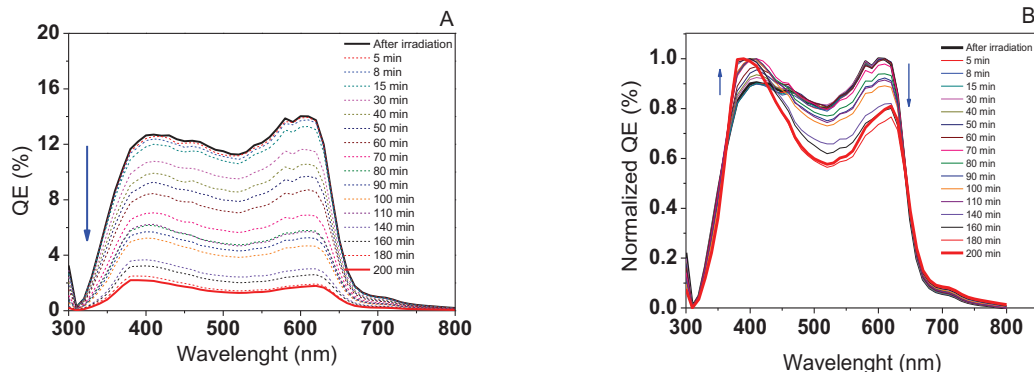 A
20
16
12
8
4
0
QE (%)
300 400 500 600 700 800
Wavelenght (nm)
After irradiation
5 min
8 min
15 min
30 min
40 min
50 min
60 min
70 min
80 min
90 min
100 min
110 min
140 min
160 min
180 min
200 min
B
1.0
0.8
0.6
0.4
0.2
0.0
Normalized QE (%)
300 400 500 600 700 800
Wavelenght (nm)
After irradiation
5 min
8 min
15 min
30 min
40 min
50 min
60 min
70 min
80 min
90 min
100 min
110 min
140 min
160 min
180 min
200 min